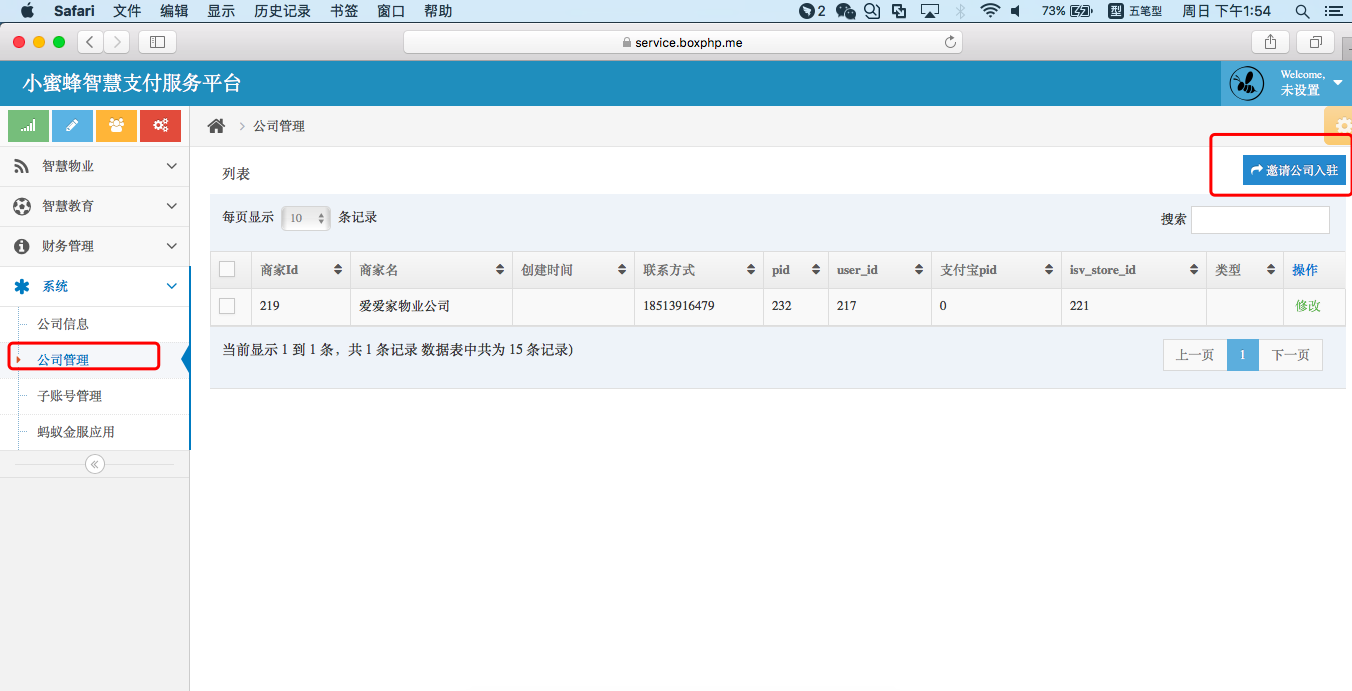 Safari 文件 编辑 显示 历史记录 书签 窗口 帮助 2 73% 型 五笔型 周日 下午1:54
service.boxphp.me
小蜜蜂智慧支付服务平台
Welcome,
未设置
公司管理
智慧物业
智慧教育
财务管理
系统
公司信息
公司管理
子账号管理
蚂蚁金服应用
列表
邀请公司入驻
每页显示 10 条记录
搜索
商家Id 商家名 创建时间 联系方式 pid user_id 支付宝pid isv_store_id 类型 操作
219 爱爱家物业公司 18513916479 232 217 0 221 修改
当前显示 1 到 1 条，共 1 条记录 数据表中共为 15 条记录)
上一页 1 下一页